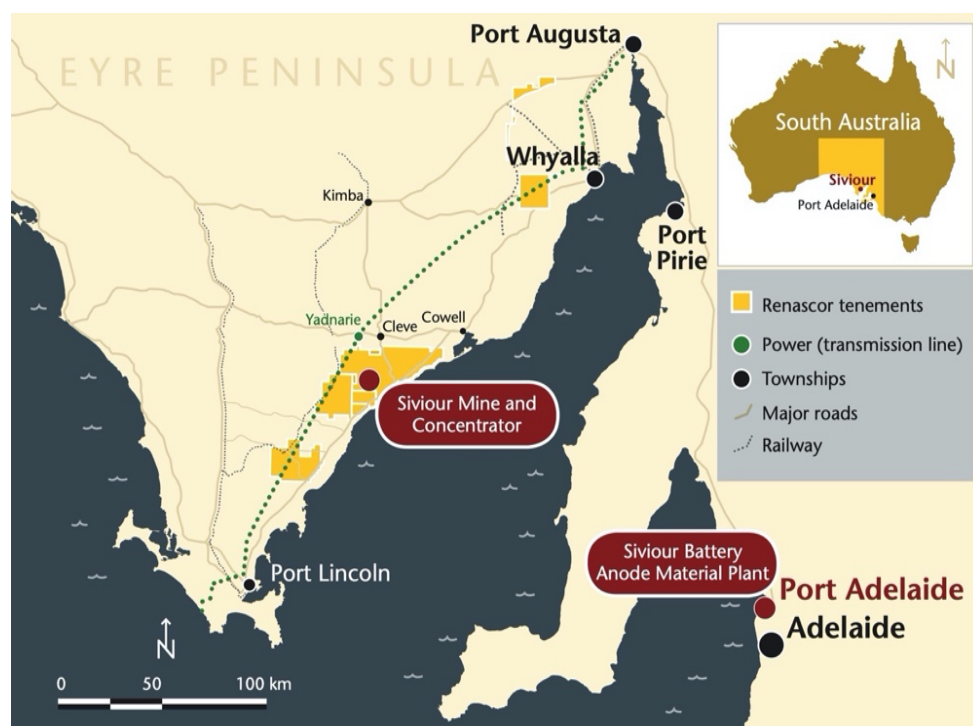 Port Augusta
EYRE PENINSULA
Whyalla
Kimba
Port
Pirie
Yadnarie
Cleve
Cowell
Siviour Mine and
Concentrator
Port Lincoln
Siviour Battery
Anode Material Plant
Port Adelaide
Adelaide
N
0 50 100 km
N
South Australia
Siviour
Port Adelaide
Renascor tenements
Power (transmission line)
Townships
Major roads
Railway